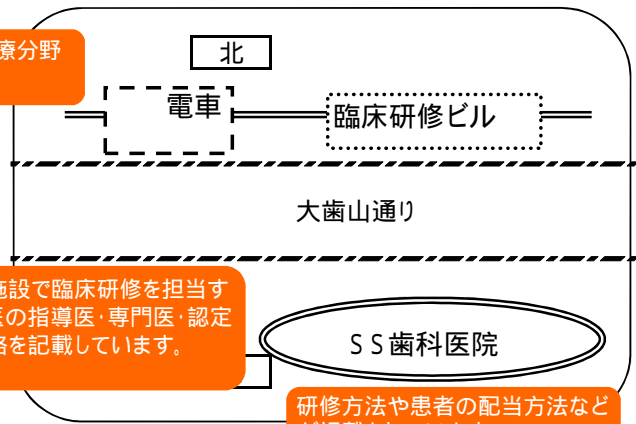 療分野
北
電車
臨床研修ビル
大歯山通り
施設で臨床研修を担当す
医の指導医・専門医・認定
格を記載しています。
ＳＳ歯科医院
研修方法や患者の配当方法など